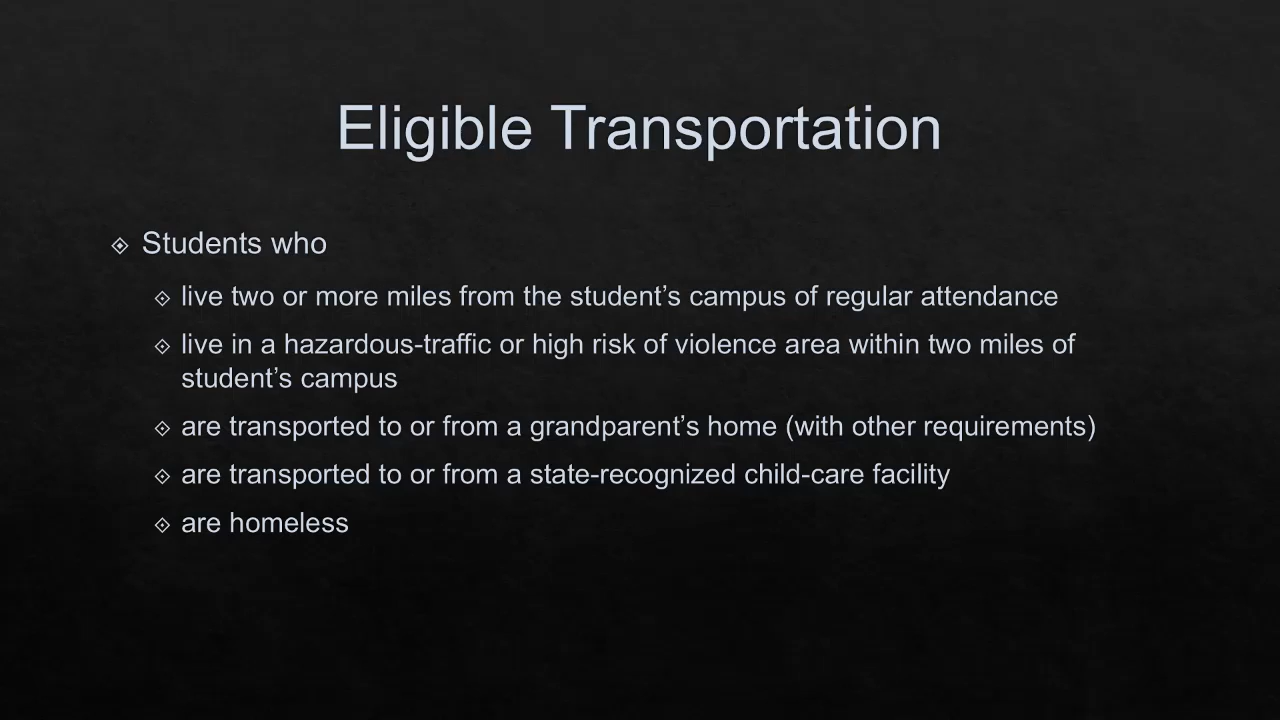 Eligible Transportation
Students who
live two or more miles from the student’s campus of regular attendance
live in a hazardous-traffic or high risk of violence area within two miles of
student’s campus
are transported to or from a grandparent’s home (with other requirements)
are transported to or from a state-recognized child-care facility
are homeless